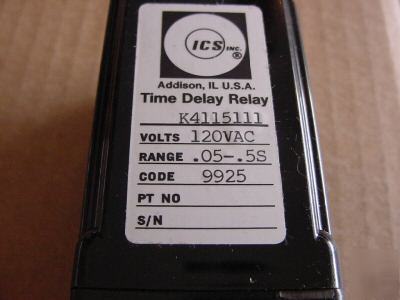 ICS INC.
®
Addison, IL U.S.A.
Time Delay Relay
K4115111
VOLTS 120VAC
RANGE .05-.5S
CODE 9925
PT NO
S/N